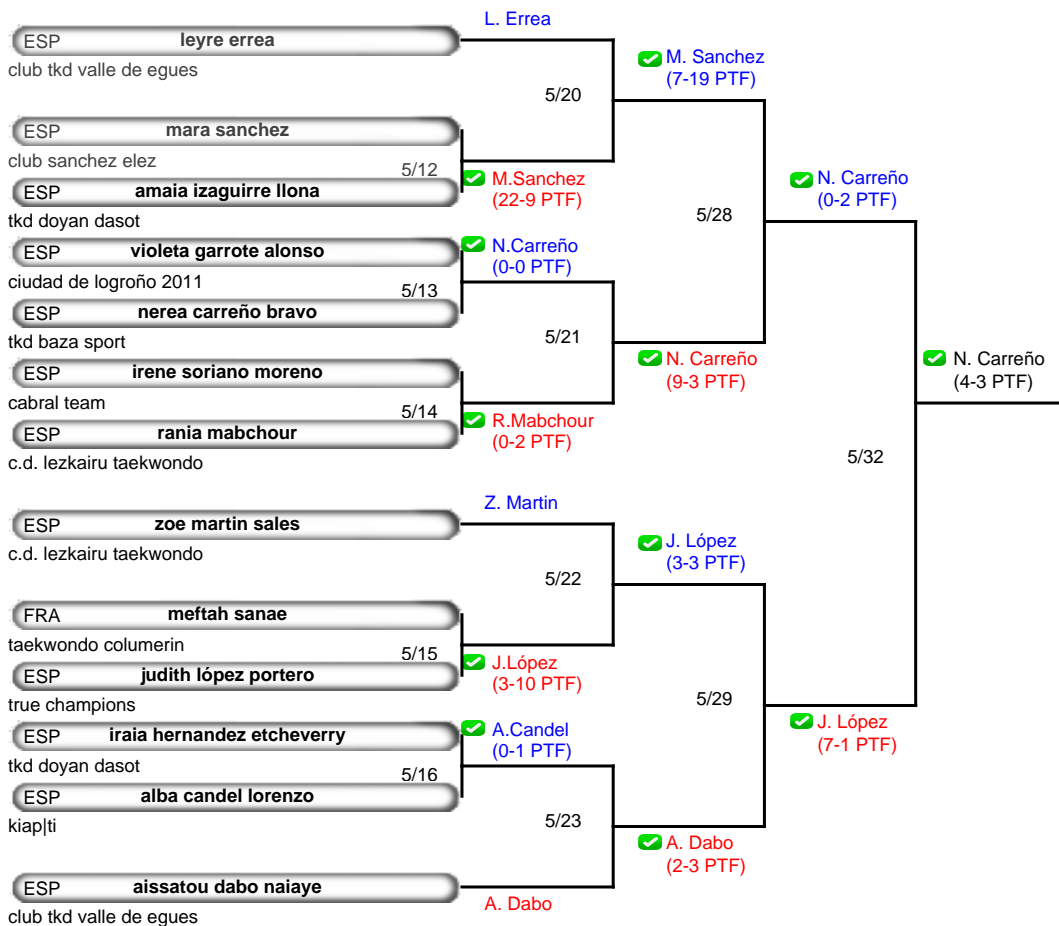 L. Errea
ESP leyre errea
club tkd valle de egues
M. Sanchez
(7-19 PTF)
5/20
ESP mara sanchez
club sanchez elez
5/12
M.Sanchez
(22-9 PTF)
ESP amaia izaguirre llona
tkd doyan dasot
N. Carreño
(0-2 PTF)
5/28
ESP violeta garrote alonso
N.Carreño
(0-0 PTF)
ciudad de logroño 2011
5/13
ESP nerea carreño bravo
tkd baza sport
5/21
N. Carreño
(9-3 PTF)
N. Carreño
(4-3 PTF)
ESP irene soriano moreno
cabral team
5/14
R.Mabchour
(0-2 PTF)
ESP rania mabchour
c.d. lezkairu taekwondo
5/32
Z. Martin
ESP zoe martin sales
c.d. lezkairu taekwondo
J. López
(3-3 PTF)
5/22
FRA meftah sanae
taekwondo columerin
5/15
J.López
(3-10 PTF)
ESP judith lópez portero
true champions
5/29
J. López
(7-1 PTF)
ESP iraia hernandez etcheverry
A.Candel
(0-1 PTF)
tkd doyan dasot
5/16
ESP alba candel lorenzo
kiap|ti
5/23
A. Dabo
(2-3 PTF)
ESP aissatou dabo naiaye
A. Dabo
club tkd valle de egues